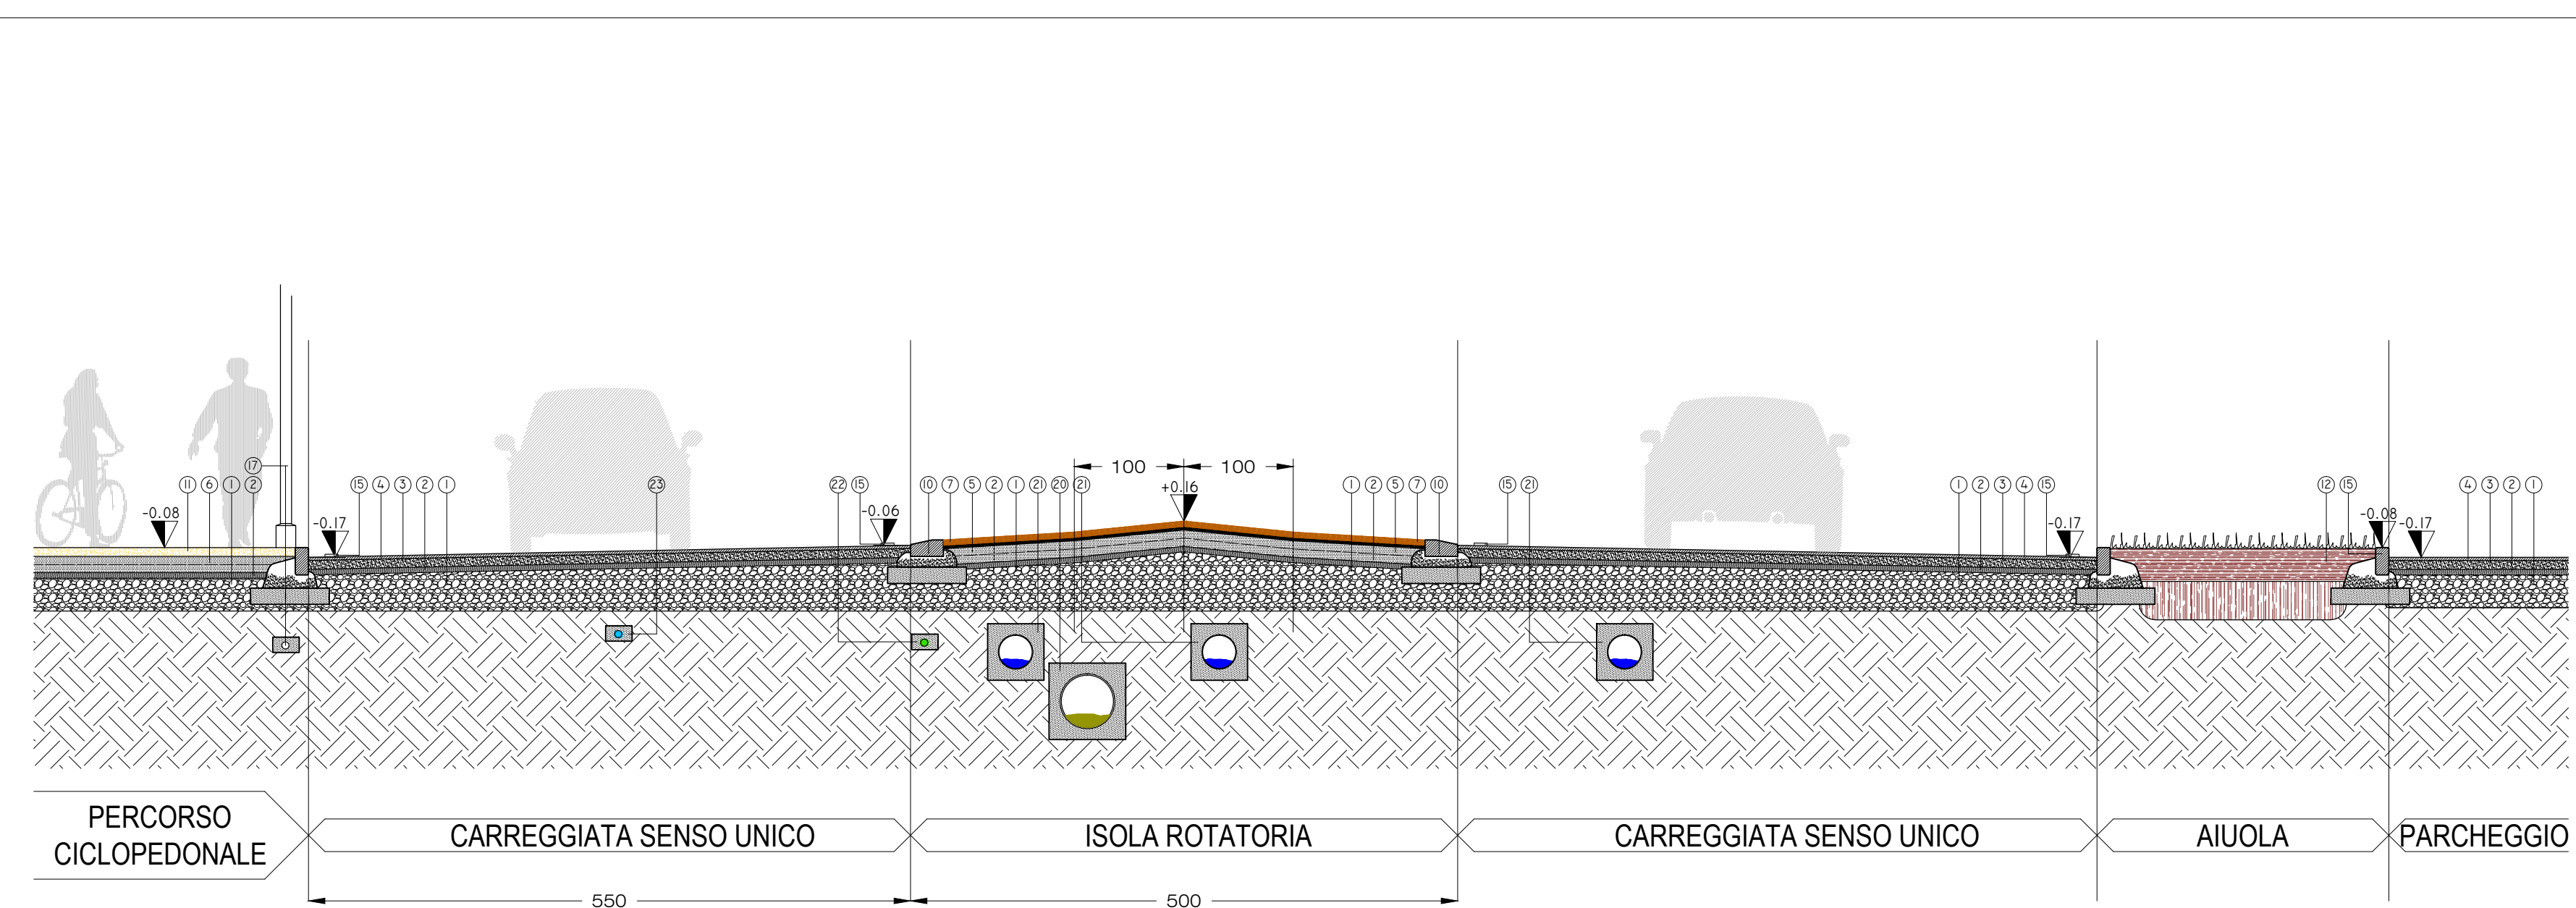 100 100
17
+0.16
11 6 1 2 15 4 3 2 1 23 22 15 10 7 5 2 1 21 20 21 1 2 5 7 10 15 21 1 2 3 4 15 12 15 4 3 2 1
-0.08 -0.17 -0.06 -0.17 -0.08 -0.17
PERCORSO
CICLOPEDONALE
CARREGGIATA SENSO UNICO
ISOLA ROTATORIA
CARREGGIATA SENSO UNICO
AIUOLA
PARCHEGGIO
550 500